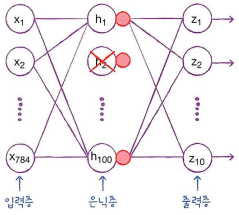 x₁ h₁ z₁
x₂ h₂ z₂
x₇₈₄ h₁₀₀ z₁₀
입력층 은닉층 출력층